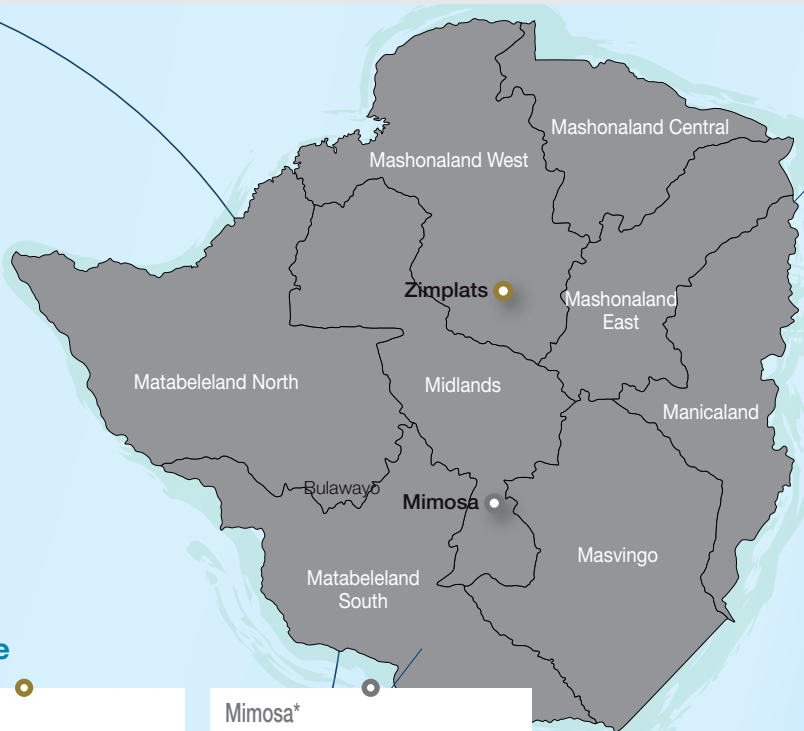 Mashonaland Central
Mashonaland West
Zimplats
Mashonaland
East
Matabeleland North
Midlands
Manicaland
Bulawayo
Mimosa
Masvingo
Matabeleland
South
e
Mimosa*